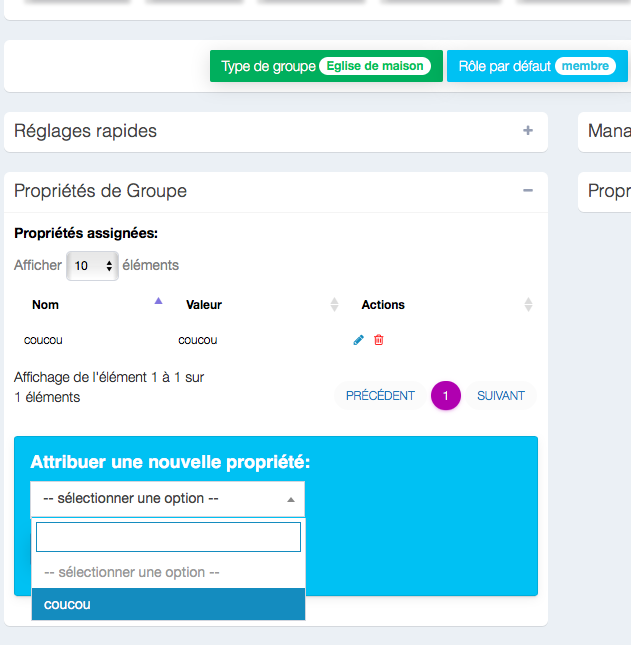 Type de groupe Eglise de maison Rôle par défaut membre
Réglages rapides
Mana
Propriétés de Groupe
Propr
Propriétés assignées:
Afficher 10 éléments
Nom Valeur Actions
coucou coucou
Affichage de l'élément 1 à 1 sur
1 éléments
PRÉCÉDENT 1 SUIVANT
Attribuer une nouvelle propriété:
-- sélectionner une option --
-- sélectionner une option --
coucou